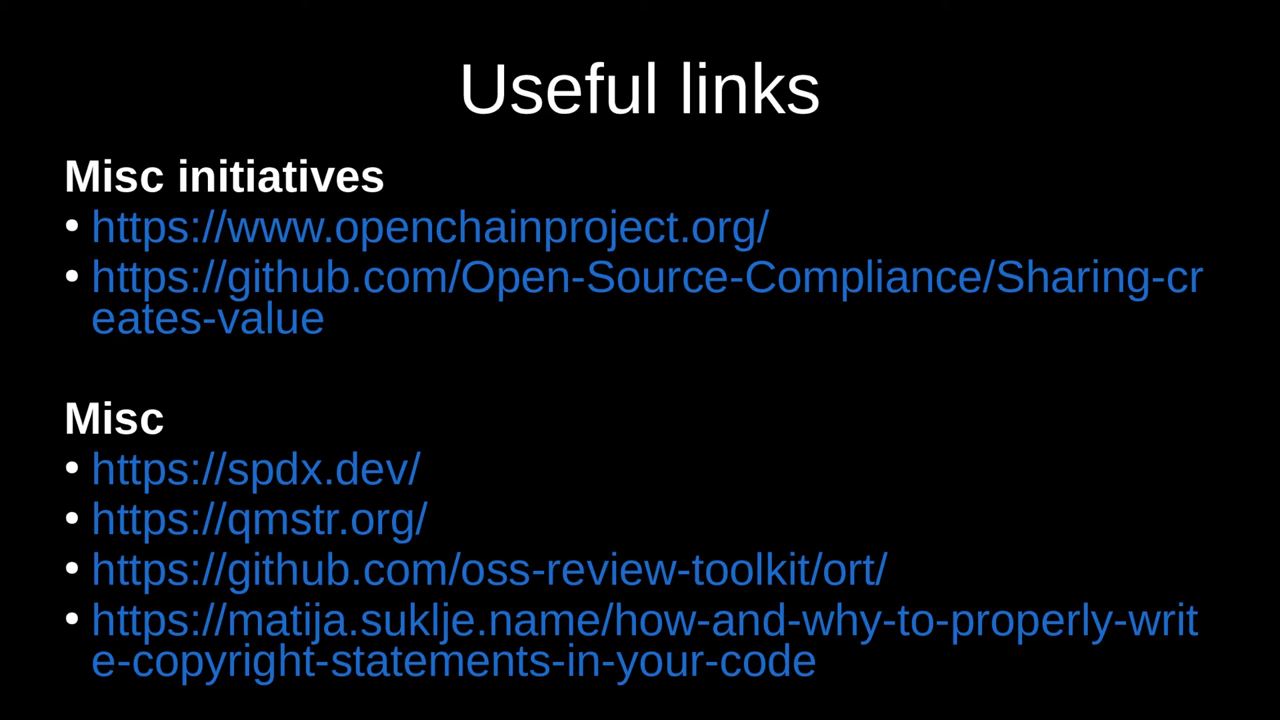 Useful links
Misc initiatives
• https://www.openchainproject.org/
• https://github.com/Open-Source-Compliance/Sharing-cr
eates-value
Misc
• https://spdx.dev/
• https://qmstr.org/
• https://github.com/oss-review-toolkit/ort/
• https://matija.suklje.name/how-and-why-to-properly-writ
e-copyright-statements-in-your-code